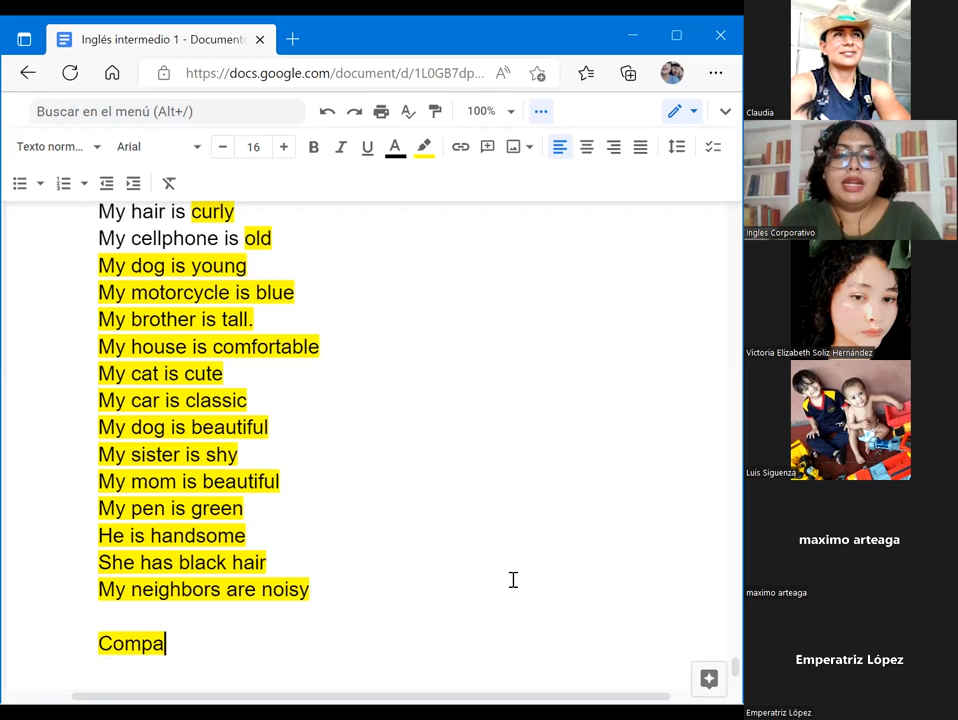 Inglés intermedio 1 - Documento
https://docs.google.com/document/d/1L0GB7dp...
Buscar en el menú (Alt+/)
100%
Texto norm...
Arial
16
My hair is curly
My cellphone is old
My dog is young
My motorcycle is blue
My brother is tall.
My house is comfortable
My cat is cute
My car is classic
My dog is beautiful
My sister is shy
My mom is beautiful
My pen is green
He is handsome
She has black hair
My neighbors are noisy
Compa
Claudia
Ingles Corporativo
Victoria Elizabeth Soliz Hernández
Luis Siguenza
maximo arteaga
maximo arteaga
Emperatriz López
Emperatriz López